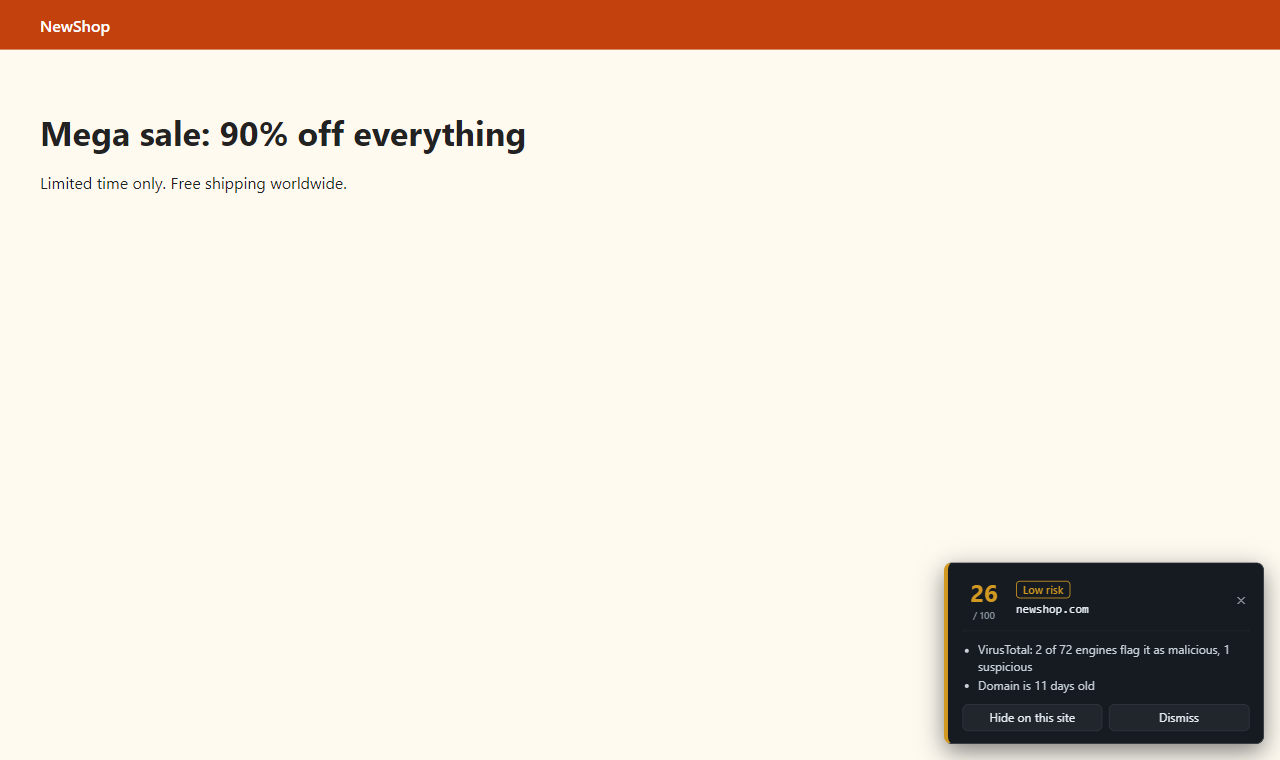 NewShop
Mega sale: 90% off everything
Limited time only. Free shipping worldwide.
26
/ 100
Low risk
newshop.com
×
• VirusTotal: 2 of 72 engines flag it as malicious, 1
suspicious
• Domain is 11 days old
Hide on this site
Dismiss